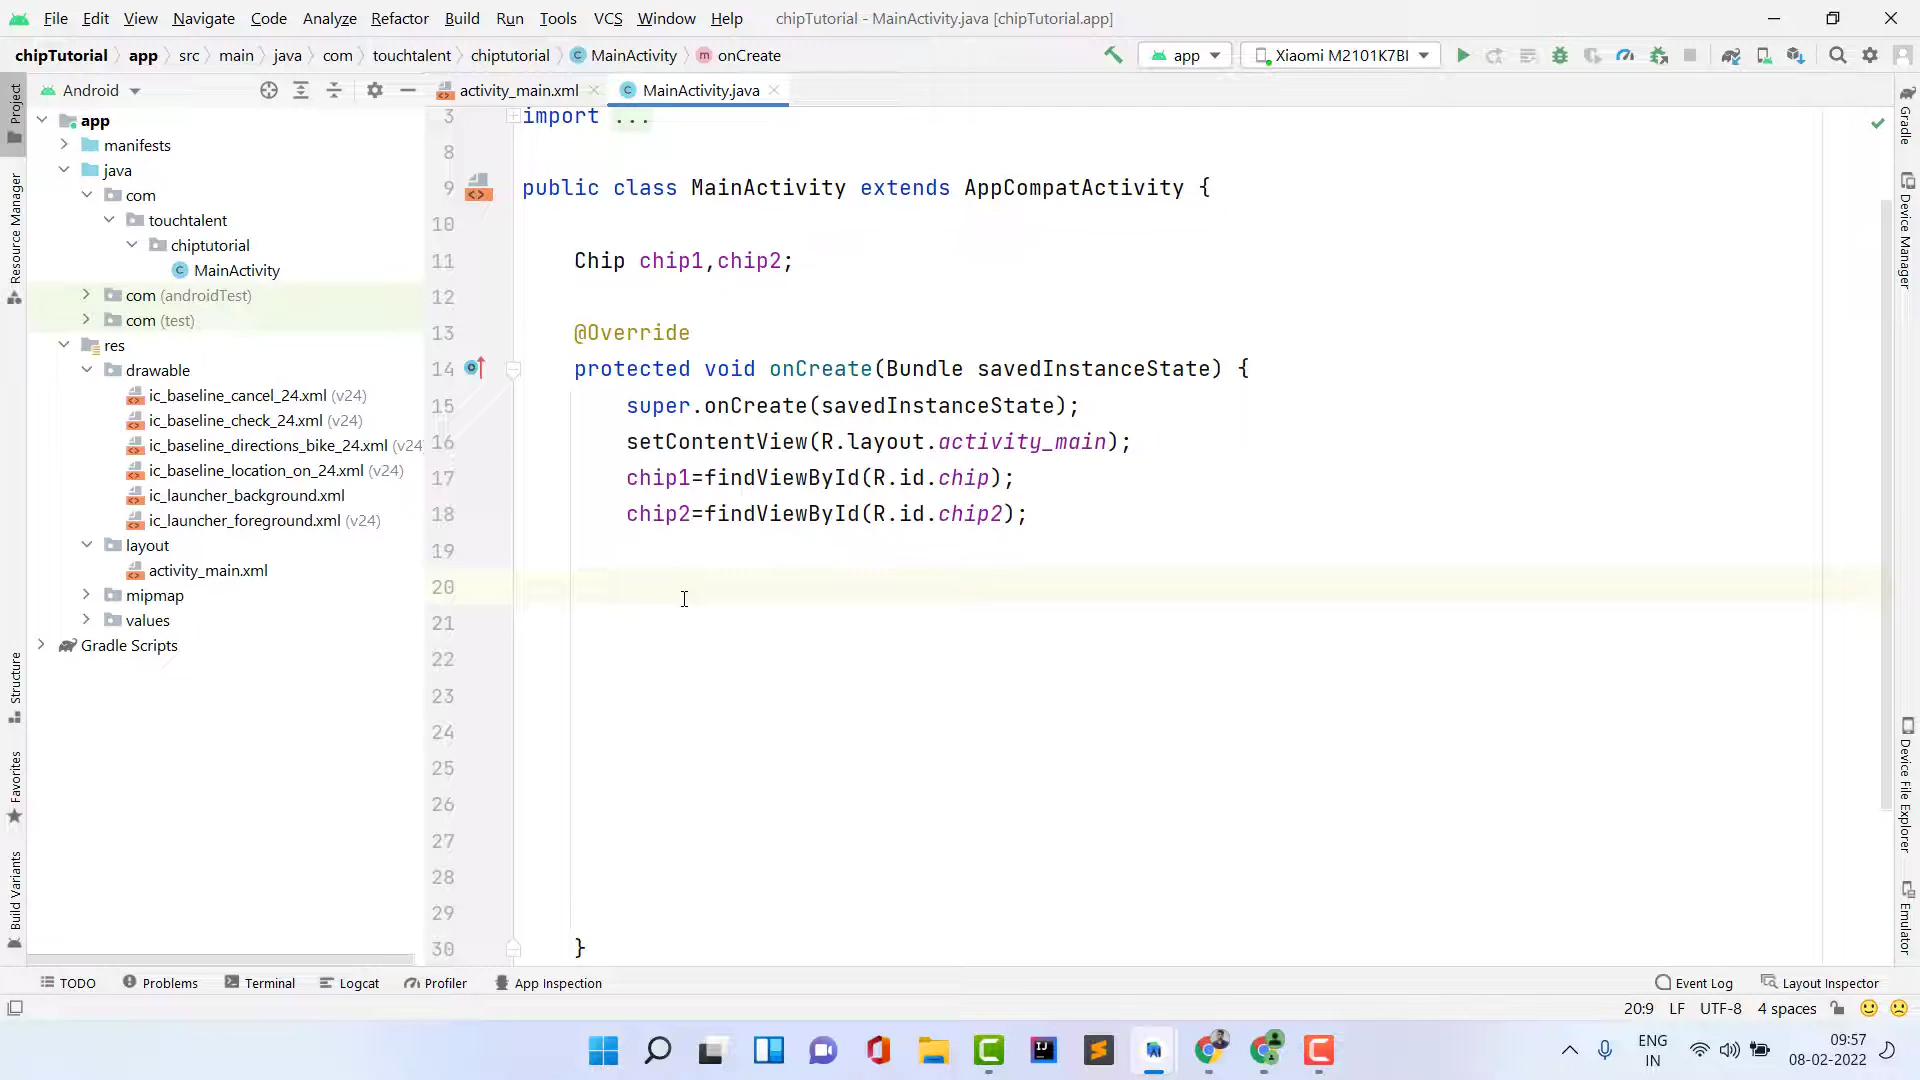 File Edit View Navigate Code Analyze Refactor Build Run Tools VCS Window Help chipTutorial - MainActivity.java [chipTutorial.app]
chipTutorial app src main java com touchtalent chiptutorial MainActivity onCreate app Xiaomi M2101K7BI
Android activity_main.xml MainActivity.java
Project
Resource Manager
Structure
Favorites
Build Variants
app
manifests
java
com
touchtalent
chiptutorial
MainActivity
com (androidTest)
com (test)
res
drawable
ic_baseline_cancel_24.xml (v24)
ic_baseline_check_24.xml (v24)
ic_baseline_directions_bike_24.xml (v24
ic_baseline_location_on_24.xml (v24)
ic_launcher_background.xml
ic_launcher_foreground.xml (v24)
layout
activity_main.xml
mipmap
values
Gradle Scripts
3 import ...
8
9 public class MainActivity extends AppCompatActivity {
10
11 Chip chip1,chip2;
12
13 @Override
14 protected void onCreate(Bundle savedInstanceState) {
15 super.onCreate(savedInstanceState);
16 setContentView(R.layout.activity_main);
17 chip1=findViewById(R.id.chip);
18 chip2=findViewById(R.id.chip2);
19
20
21
22
23
24
25
26
27
28
29
30 }
Gradle
Device Manager
Device File Explorer
Emulator
TODO Problems Terminal Logcat Profiler App Inspection Event Log Layout Inspector
20:9 LF UTF-8 4 spaces
ENG
IN
09:57
08-02-2022